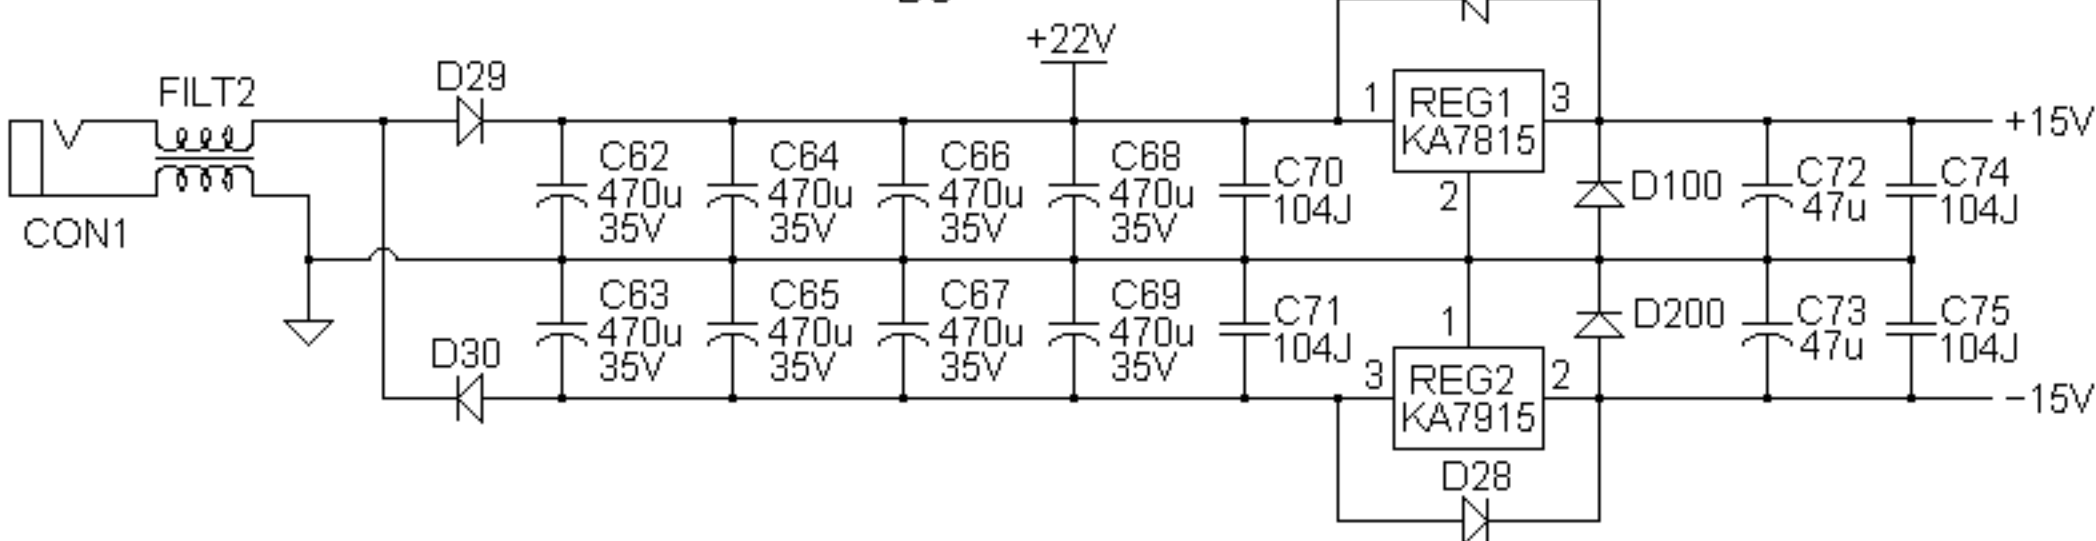 +22V
D29
FILT2
1
REG1
KA7815
3
+15V
C62
470u
35V
C64
470u
35V
C66
470u
35V
C68
470u
35V
C70
104J
2
D100
C72
47u
C74
104J
CON1
C63
470u
35V
C65
470u
35V
C67
470u
35V
C69
470u
35V
C71
104J
1
D200
C73
47u
C75
104J
D30
3
REG2
KA7915
2
-15V
D28